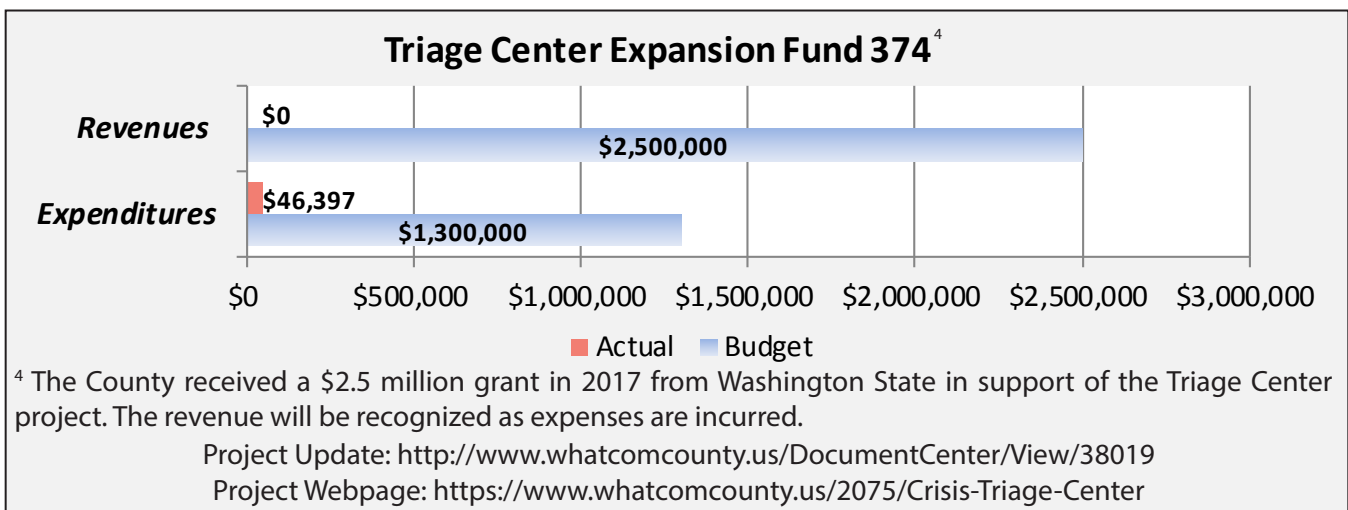 Triage Center Expansion Fund 374⁴
Revenues
$0
$2,500,000
Expenditures
$46,397
$1,300,000
$0 $500,000 $1,000,000 $1,500,000 $2,000,000 $2,500,000 $3,000,000
Actual Budget
⁴ The County received a $2.5 million grant in 2017 from Washington State in support of the Triage Center
project. The revenue will be recognized as expenses are incurred.
Project Update: http://www.whatcomcounty.us/DocumentCenter/View/38019
Project Webpage: https://www.whatcomcounty.us/2075/Crisis-Triage-Center